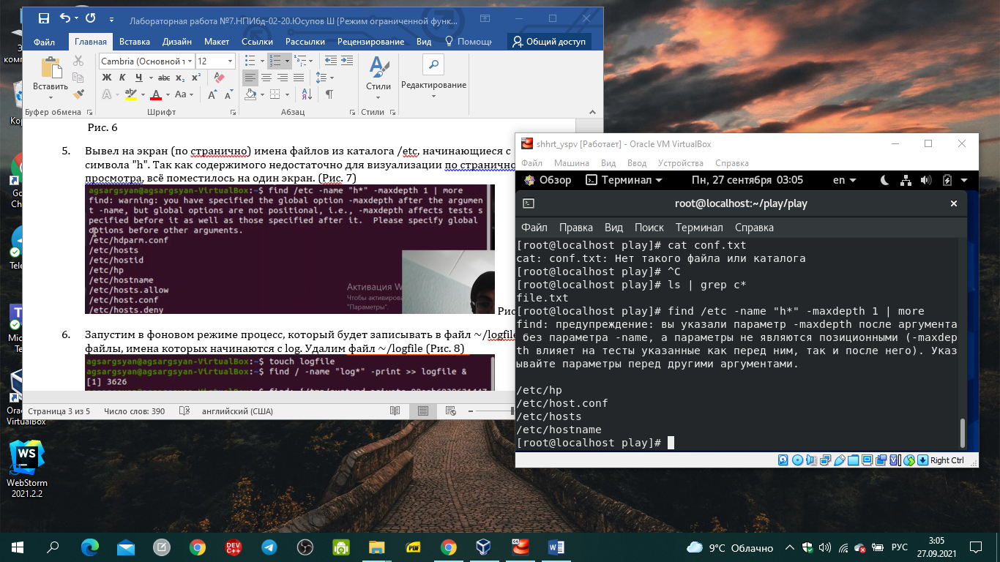 Лабораторная работа №7.НПИбд-02-20.Юсупов Ш [Режим ограниченной функ...
Файл Главная Вставка Дизайн Макет Ссылки Рассылки Рецензирование Вид Помощн Общий доступ
Cambria (Основной т 12
Вставить
Ж К Ч abc x₂ x²
Aa
Стили
Редактирование
Буфер обмена Шрифт Абзац Стили
Рис. 6
5. Вывел на экран (по странично) имена файлов из каталога /etc, начинающиеся с
символа "h". Так как содержимого недостаточно для визуализации по странично
просмотра, всё поместилось на один экран. (Рис. 7)
agsargsyan@agsargsyan-VirtualBox:~$ find /etc -name "h*" -maxdepth 1 | more
find: warning: you have specified the global option -maxdepth after the argumen
t -name, but global options are not positional, i.e., -maxdepth affects tests s
pecified before it as well as those specified after it.  Please specify global
options before other arguments.
/etc/hdparm.conf
/etc/hosts
/etc/hostid
/etc/hp
/etc/hostname
/etc/hosts.allow
/etc/host.conf
/etc/hosts.deny
Активация W
Чтобы активирова
"Параметры".
Рис
6. Запустим в фоновом режиме процесс, который будет записывать в файл ~/logfile
файлы, имена которых начинаются с log. Удалим файл ~/logfile (Рис. 8)
agsargsyan@agsargsyan-VirtualBox:~$ touch logfile
agsargsyan@agsargsyan-VirtualBox:~$ find / -name "log*" -print >> logfile &
[1] 3626
Страница 3 из 5 Число слов: 390 английский (США)
shhrt_yspv [Работает] - Oracle VM VirtualBox
Файл Машина Вид Ввод Устройства Справка
Обзор Терминал Пн, 27 сентября 03:05 en
root@localhost:~/play/play
Файл Правка Вид Поиск Терминал Справка
[root@localhost play]# cat conf.txt
cat: conf.txt: Нет такого файла или каталога
[root@localhost play]# ^C
[root@localhost play]# ls | grep c*
file.txt
[root@localhost play]# find /etc -name "h*" -maxdepth 1 | more
find: предупреждение: вы указали параметр -maxdepth после аргумента
без параметра -name, а параметры не являются позиционными (-maxdep
th влияет на тесты указанные как перед ним, так и после него). Указ
ывайте параметры перед другими аргументами.
/etc/hp
/etc/host.conf
/etc/hosts
/etc/hostname
[root@localhost play]#
Right Ctrl
VirtualBox
WS
WebStorm
2021.2.2
DEV
C++
PDF
64
9°C Облачно
РУС
3:05
27.09.2021